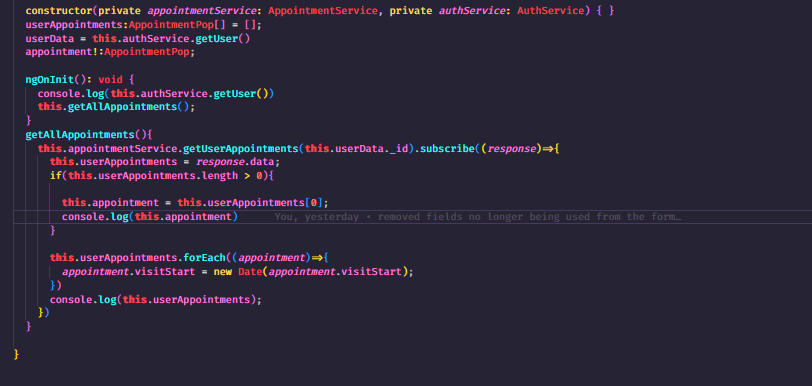 constructor(private appointmentService: AppointmentService, private authService: AuthService) { }
userAppointments:AppointmentPop[] = [];
userData = this.authService.getUser()
appointment!:AppointmentPop;
ngOnInit(): void {
console.log(this.authService.getUser())
this.getAllAppointments();
}
getAllAppointments(){
this.appointmentService.getUserAppointments(this.userData._id).subscribe((response)=>{
this.userAppointments = response.data;
if(this.userAppointments.length > 0){
this.appointment = this.userAppointments[0];
console.log(this.appointment) You, yesterday • removed fields no longer being used from the form…
}
this.userAppointments.forEach((appointment)=>{
appointment.visitStart = new Date(appointment.visitStart);
})
console.log(this.userAppointments);
})
}
}